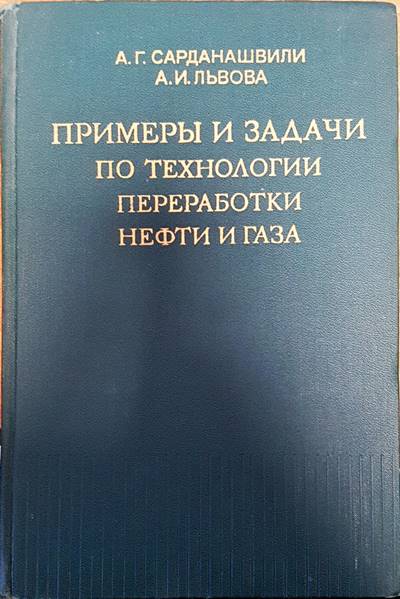 А. Г. САРДАНАШВИЛИ
А. И. ЛЬВОВА
ПРИМЕРЫ И ЗАДАЧИ
ПО ТЕХНОЛОГИИ
ПЕРЕРАБОТКИ
НЕФТИ И ГАЗА